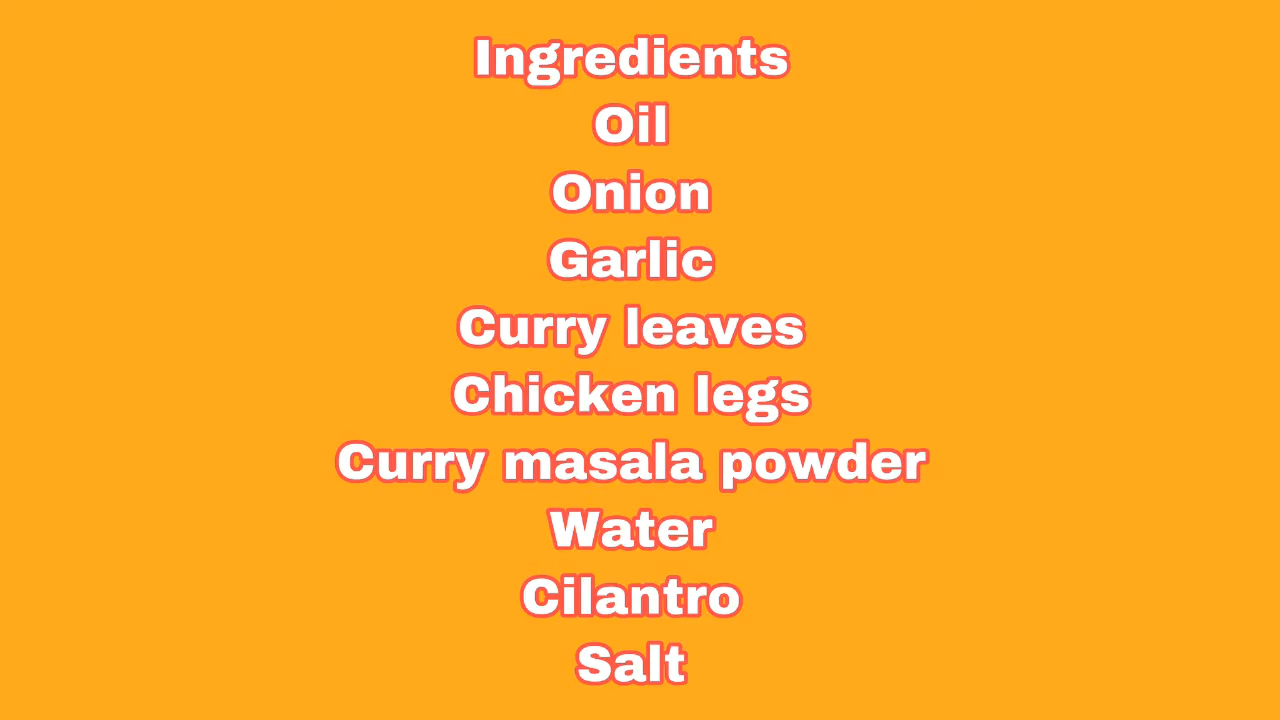 Ingredients
Oil
Onion
Garlic
Curry leaves
Chicken legs
Curry masala powder
Water
Cilantro
Salt